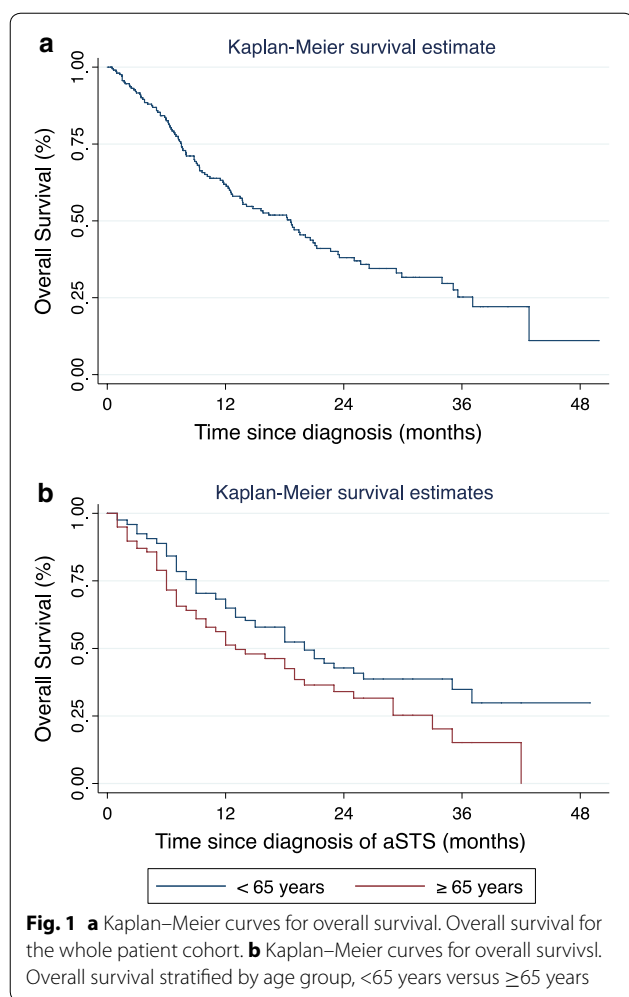 a
Kaplan-Meier survival estimate
Overall Survival (%)
1.00
0.75
0.50
0.25
0.00
0 12 24 36 48
Time since diagnosis (months)
b
Kaplan-Meier survival estimates
Overall Survival (%)
1.00
0.75
0.50
0.25
0.00
0 12 24 36 48
Time since diagnosis of aSTS (months)
< 65 years ≥ 65 years
Fig. 1 a Kaplan–Meier curves for overall survival. Overall survival for
the whole patient cohort. b Kaplan–Meier curves for overall survivsl.
Overall survival stratified by age group, <65 years versus ≥65 years